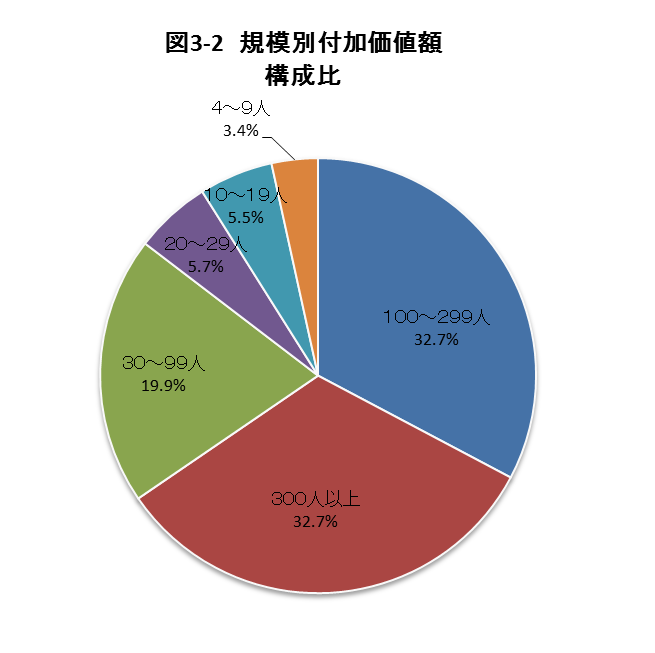 図3-2 規模別付加価値額
構成比
4～9人
3.4%
10～19人
5.5%
20～29人
5.7%
100～299人
32.7%
30～99人
19.9%
300人以上
32.7%